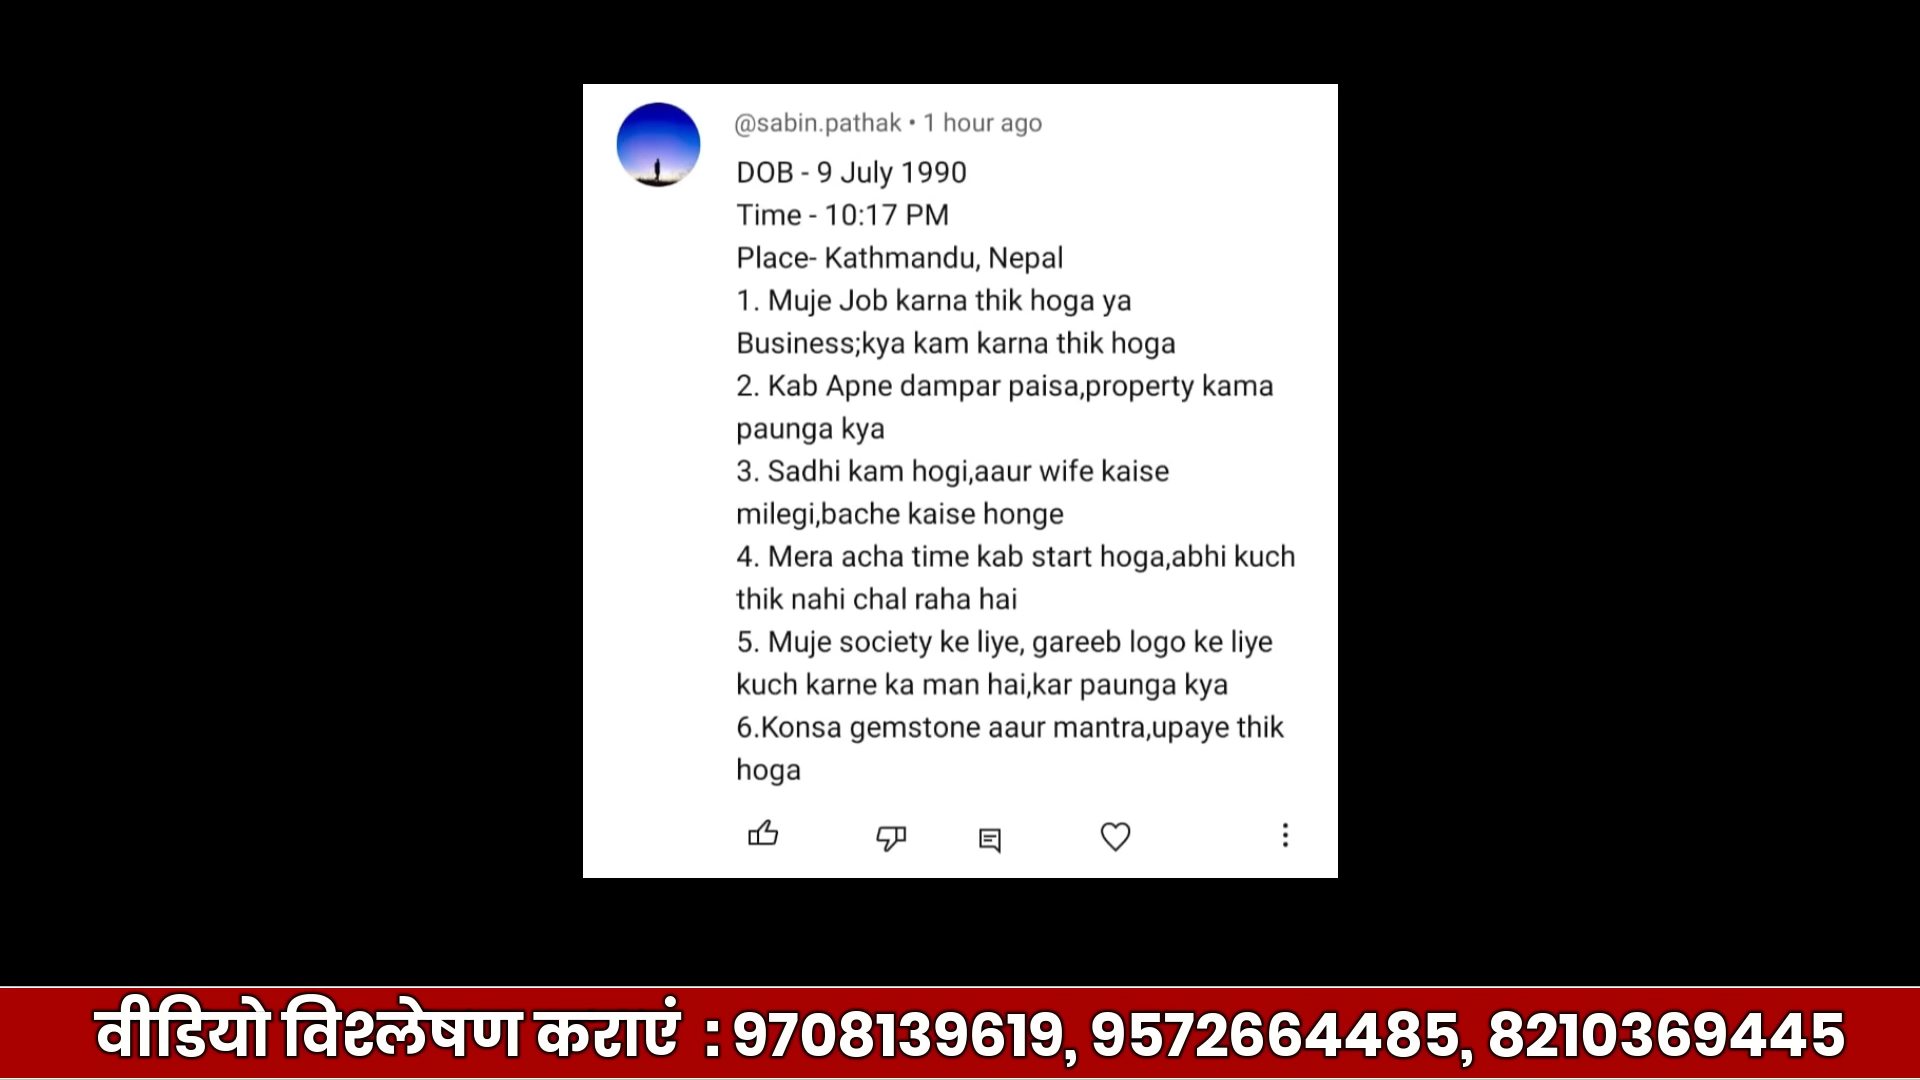 @sabin.pathak • 1 hour ago
DOB - 9 July 1990
Time - 10:17 PM
Place- Kathmandu, Nepal
1. Muje Job karna thik hoga ya
Business;kya kam karna thik hoga
2. Kab Apne dampar paisa,property kama
paunga kya
3. Sadhi kam hogi,aaur wife kaise
milegi,bache kaise honge
4. Mera acha time kab start hoga,abhi kuch
thik nahi chal raha hai
5. Muje society ke liye, gareeb logo ke liye
kuch karne ka man hai,kar paunga kya
6.Konsa gemstone aaur mantra,upaye thik
hoga
वीडियो विश्लेषण कराएं : 9708139619, 9572664485, 8210369445